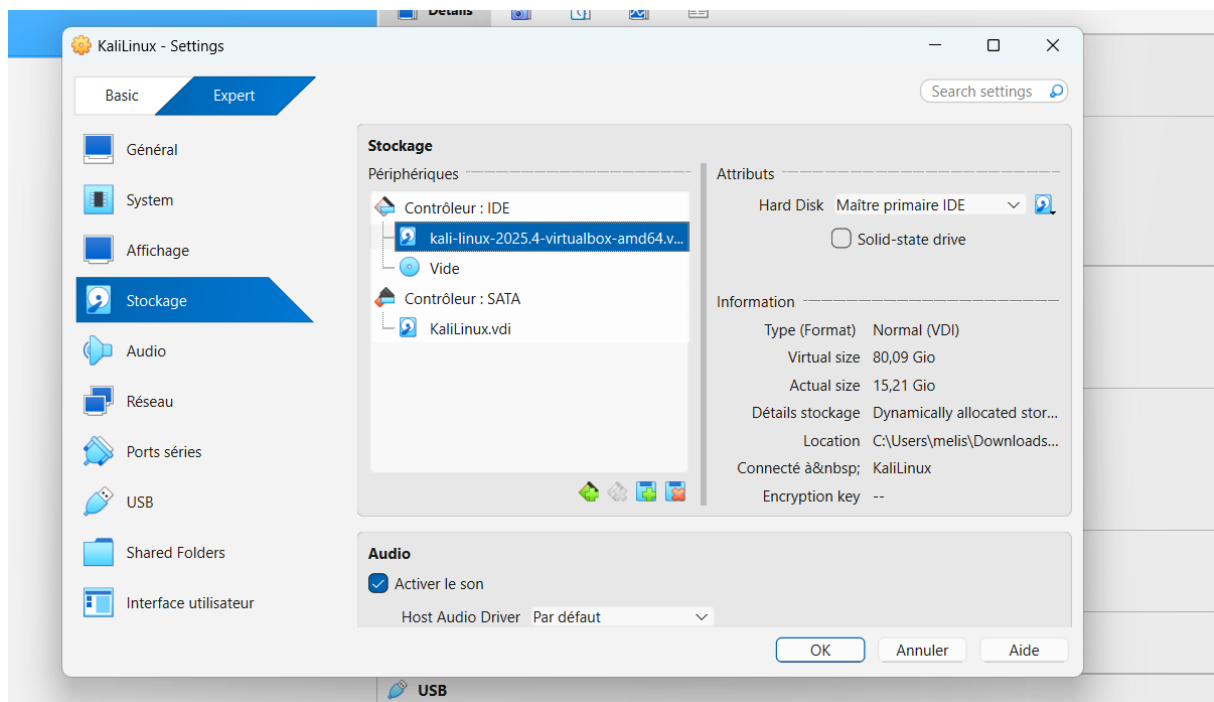 Détails
KaliLinux - Settings
Basic
Expert
Search settings
Général
System
Affichage
Stockage
Audio
Réseau
Ports séries
USB
Shared Folders
Interface utilisateur
Stockage
Périphériques
Contrôleur : IDE
kali-linux-2025.4-virtualbox-amd64.v...
Vide
Contrôleur : SATA
KaliLinux.vdi
Attributs
Hard Disk Maître primaire IDE
Solid-state drive
Information
Type (Format) Normal (VDI)
Virtual size 80,09 Gio
Actual size 15,21 Gio
Détails stockage Dynamically allocated stor...
Location C:\Users\melis\Downloads...
Connecté à&nbsp; KaliLinux
Encryption key --
Audio
Activer le son
Host Audio Driver Par défaut
OK
Annuler
Aide
USB